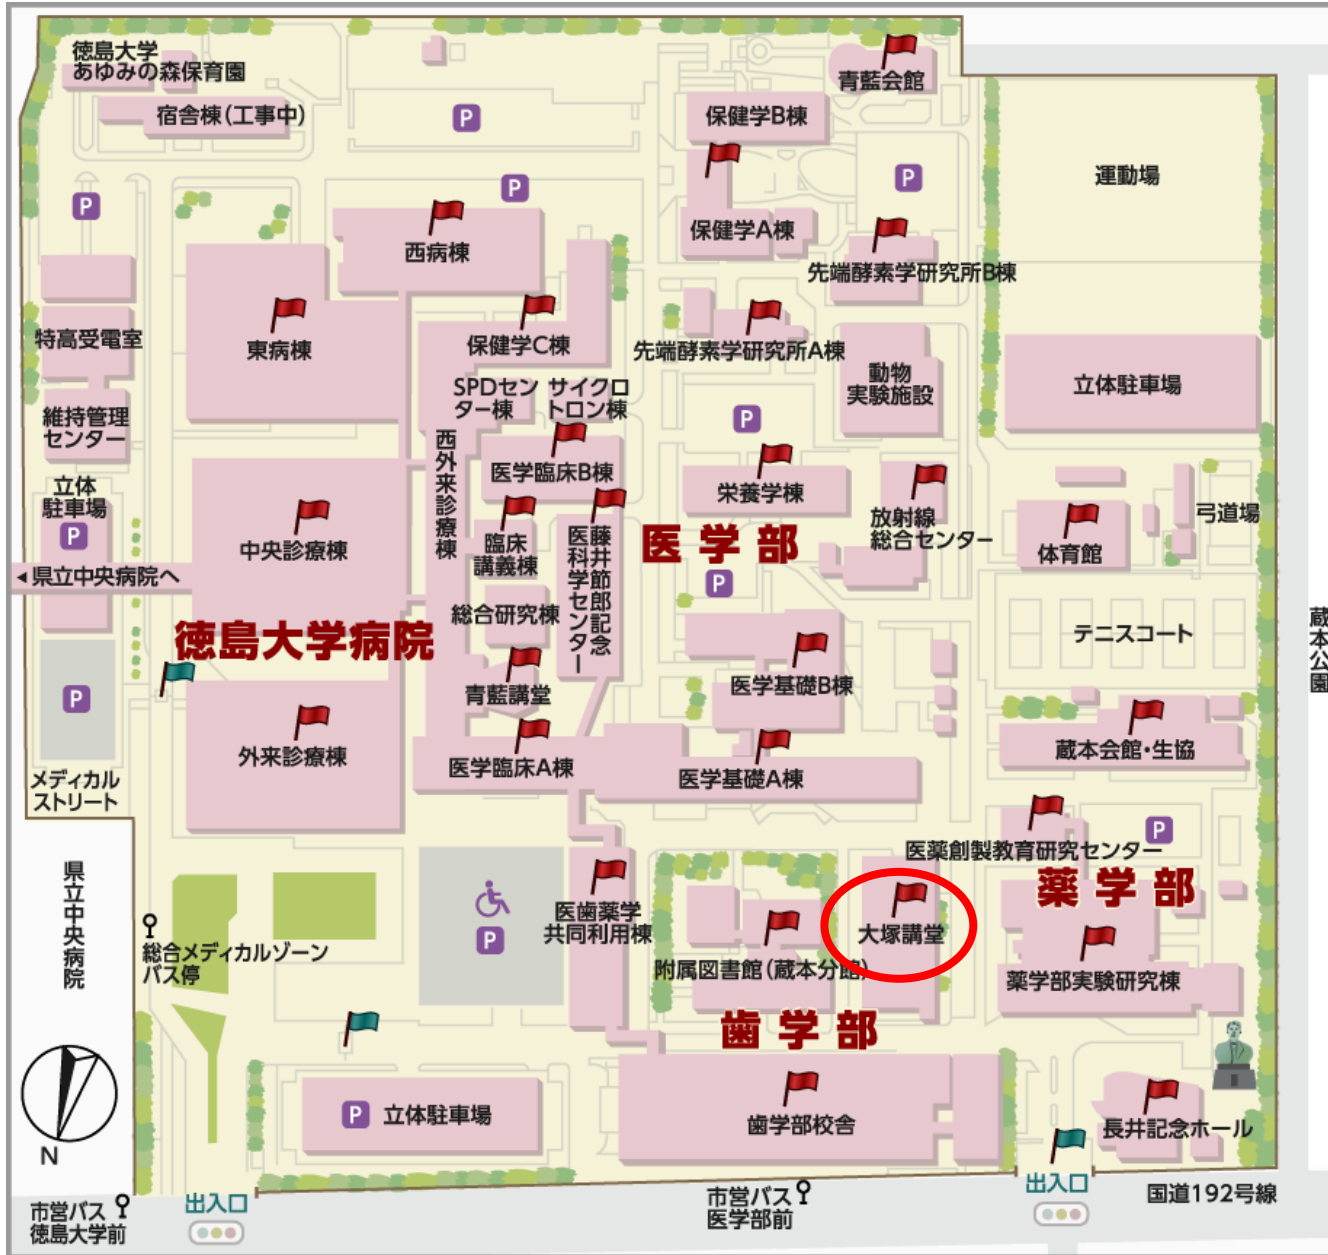 徳島大学
あゆみの森保育園
宿舎棟(工事中)
P
青藍会館
保健学B棟
P
P
P
運動場
西病棟
保健学A棟
先端酵素学研究所B棟
特高受電室
東病棟
保健学C棟
先端酵素学研究所A棟
動物
実験施設
立体駐車場
維持管理
センター
SPDセン
ター棟
サイクロ
トロン棟
P
西外来診療棟
医学臨床B棟
栄養学棟
立体
駐車場
P
中央診療棟
臨床
講義棟
藤井節郎記念
医科学センター
医学部
放射線
総合センター
体育館
弓道場
県立中央病院へ
P
総合研究棟
徳島大学病院
テニスコート
蔵本公園
P
青藍講堂
医学基礎B棟
外来診療棟
医学臨床A棟
医学基礎A棟
蔵本会館・生協
メディカル
ストリート
県立中央病院
医薬創製教育研究センター
P
薬学部
医歯薬学
共同利用棟
P
大塚講堂
総合メディカルゾーン
バス停
附属図書館(蔵本分館)
薬学部実験研究棟
歯学部
P
立体駐車場
歯学部校舎
長井記念ホール
N
市営バス
徳島大学前
出入口
市営バス
医学部前
出入口
国道192号線